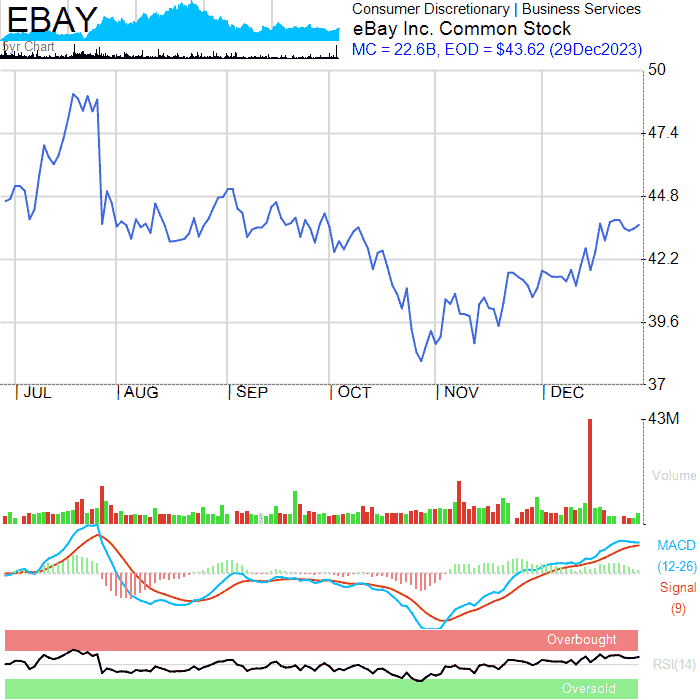 EBAY
5yr Chart
Consumer Discretionary | Business Services
eBay Inc. Common Stock
MC = 22.6B, EOD = $43.62 (29Dec2023)
50
47.4
44.8
42.2
39.6
37
JUL
AUG
SEP
OCT
NOV
DEC
43M
Volume
MACD
(12-26)
Signal
(9)
Overbought
RSI(14)
Oversold